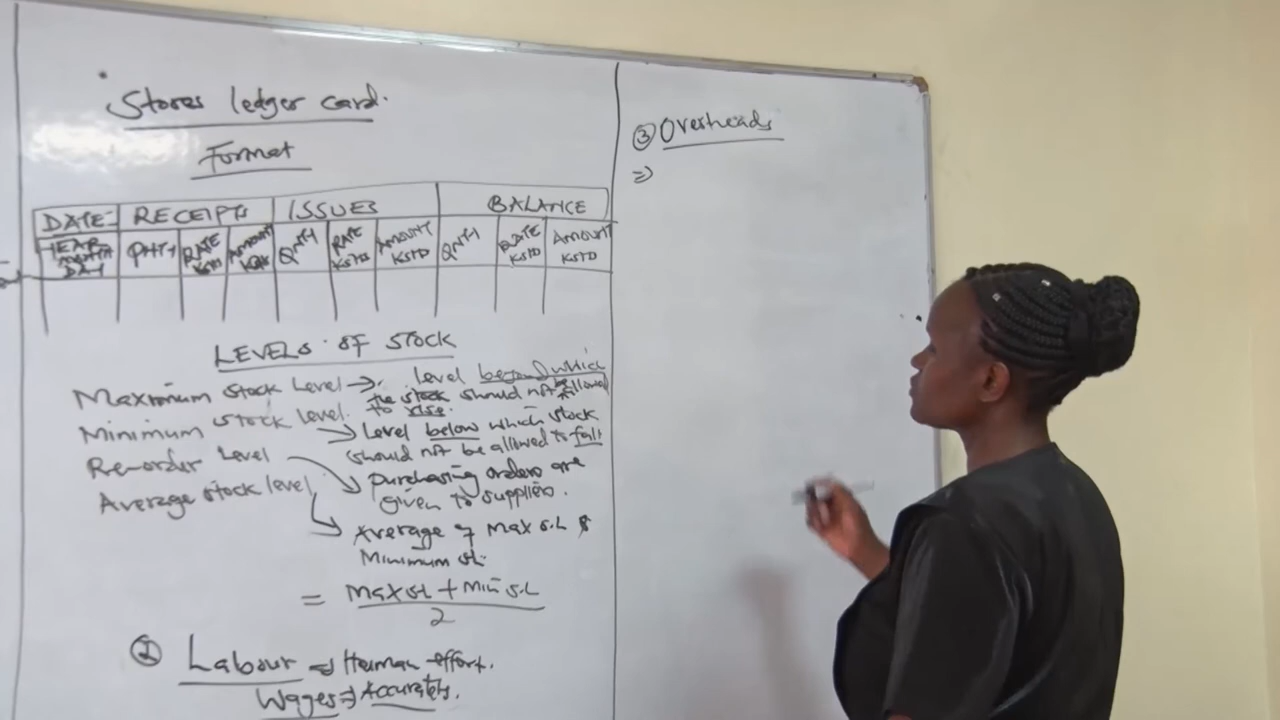 Stores ledger card.
Format
DATE RECEIPTS ISSUES BALANCE
YEAR MONTH DAY QNTY RATE KSHS AMOUNT KSHS QNTY RATE KSHS AMOUNT KSHS QNTY RATE KSHS AMOUNT KSHS
LEVELS OF STOCK
Maximum stock level → level beyond which
the stock should not be allowed
to rise.
Minimum stock level. → Level below which stock
should not be allowed to fall
Re-order level → purchasing orders are
given to suppliers.
Average stock level → Average of Max s.L &
Minimum sL.
= Max sL + Min s.L
2
② Labour ⇒ Human effort.
Wages ⇒ Accurately.
③ Overheads
⇒